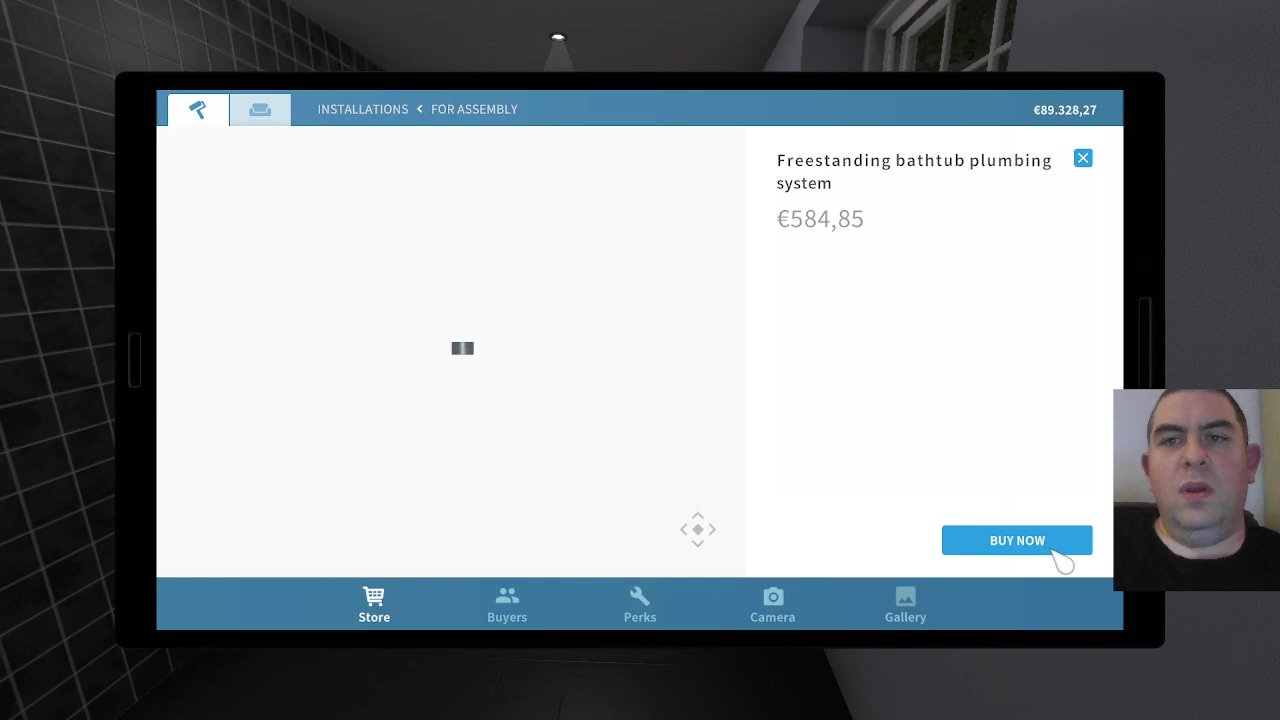 INSTALLATIONS < FOR ASSEMBLY
€89.328,27
Freestanding bathtub plumbing
system
€584,85
BUY NOW
Store
Buyers
Perks
Camera
Gallery